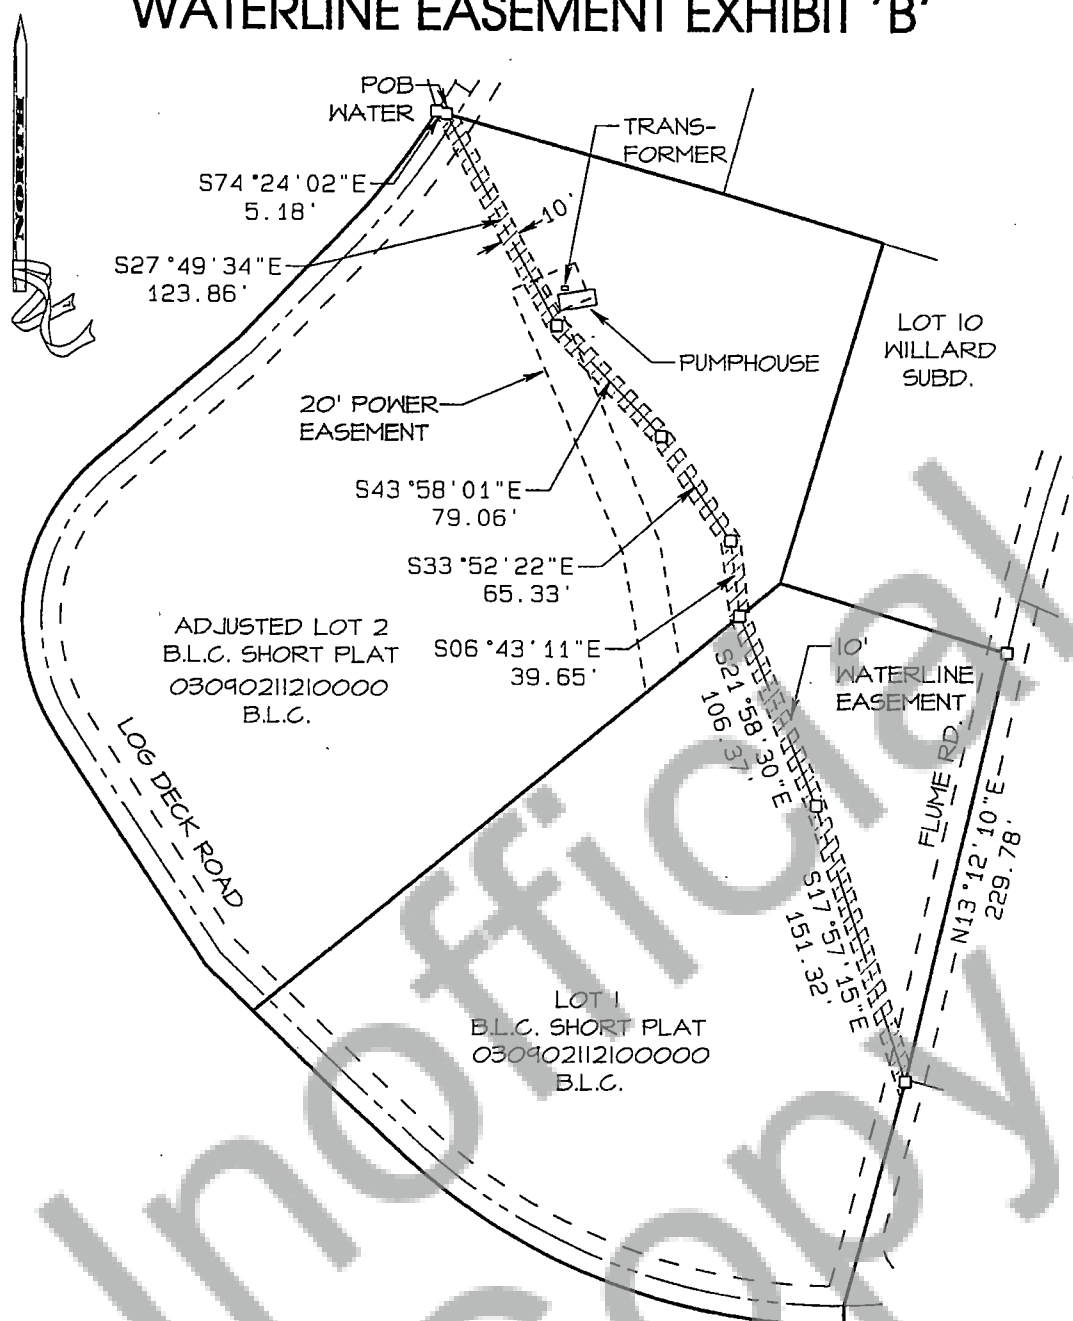 WATERLINE EASEMENT EXHIBIT 'B'
POB
WATER
TRANS-
FORMER
S74°24'02"E
5.18'
10'
S27°49'34"E
123.86'
LOT 10
WILLARD
SUBD.
PUMPHOUSE
20' POWER
EASEMENT
S43°58'01"E
79.06'
S33°52'22"E
65.33'
ADJUSTED LOT 2
B.L.C. SHORT PLAT
03090211210000
B.L.C.
S06°43'11"E
39.65'
10'
WATERLINE
EASEMENT
S21°58'30"E
106.37'
FLUME RD.
N13°12'10"E
229.78'
LOG DECK ROAD
S17°57'15"E
151.32'
LOT 1
B.L.C. SHORT PLAT
030902112100000
B.L.C.
Unofficial
Copy